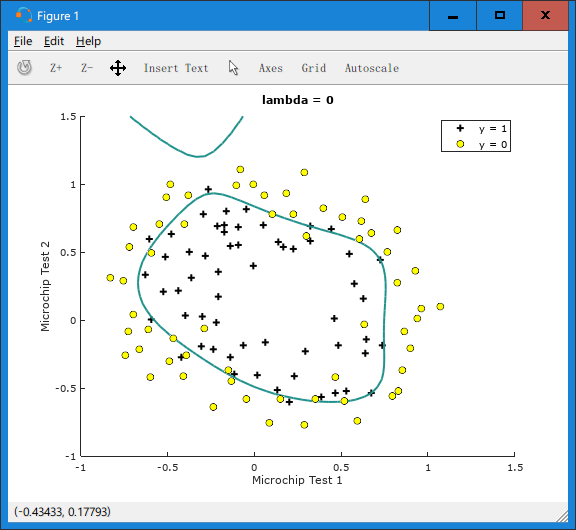 Figure 1
File Edit Help
Z+ Z- Insert Text Axes Grid Autoscale
lambda = 0
y = 1
y = 0
1.5
1
0.5
0
-0.5
-1
Microchip Test 2
-1 -0.5 0 0.5 1 1.5
Microchip Test 1
(-0.43433, 0.17793)